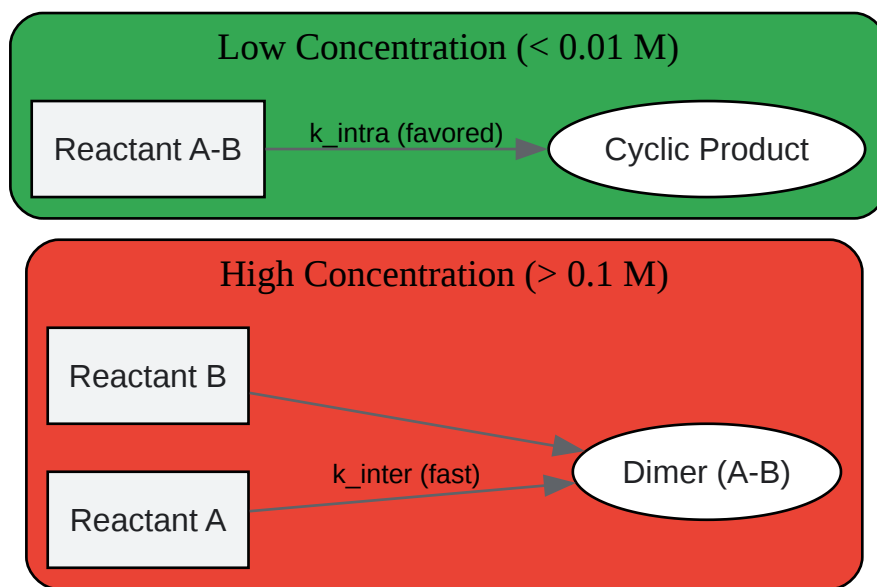 Low Concentration (< 0.01 M)
Reactant A-B
k_intra (favored)
Cyclic Product
High Concentration (> 0.1 M)
Reactant B
Reactant A
k_inter (fast)
Dimer (A-B)